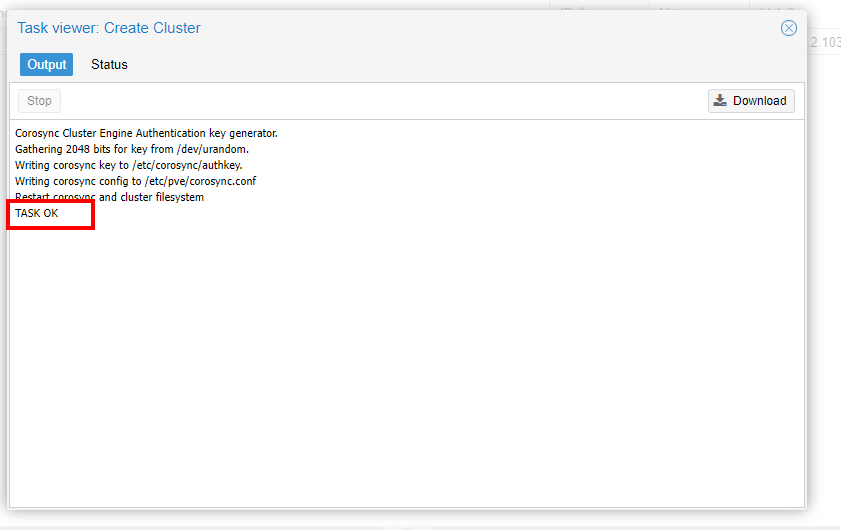 Task viewer: Create Cluster
Output Status
Stop
Download
Corosync Cluster Engine Authentication key generator.
Gathering 2048 bits for key from /dev/urandom.
Writing corosync key to /etc/corosync/authkey.
Writing corosync config to /etc/pve/corosync.conf
Restart corosync and cluster filesystem
TASK OK
2.103